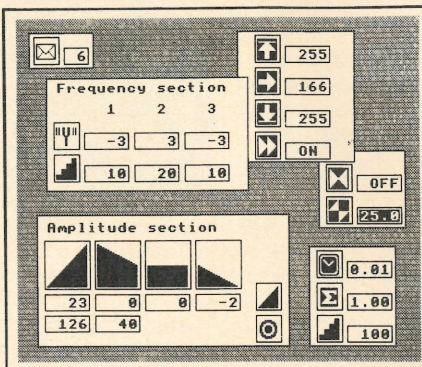 6
255
166
255
ON
Frequency section
1 2 3
-3 3 -3
10 20 10
OFF
25.0
Amplitude section
23 0 0 -2
126 40
0.01
1.00
100